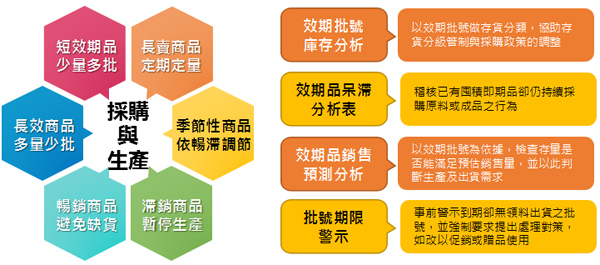 短效期品
少量多批
長賣商品
定期定量
長效商品
多量少批
採購
與
生產
季節性商品
依暢滯調節
暢銷商品
避免缺貨
滯銷商品
暫停生產
效期批號
庫存分析
以效期批號做存貨分類，協助存
貨分級管制與採購政策的調整
效期品呆滯
分析表
稽核已有囤積即期品卻仍持續採
購原料或成品之行為
效期品銷售
預測分析
以效期批號為依據，檢查存量是
否能滿足預估銷售量，並以此判
斷生產及出貨需求
批號期限
警示
事前警示到期卻無領料出貨之批
號，並強制要求提出處理對策，
如改以促銷或贈品使用